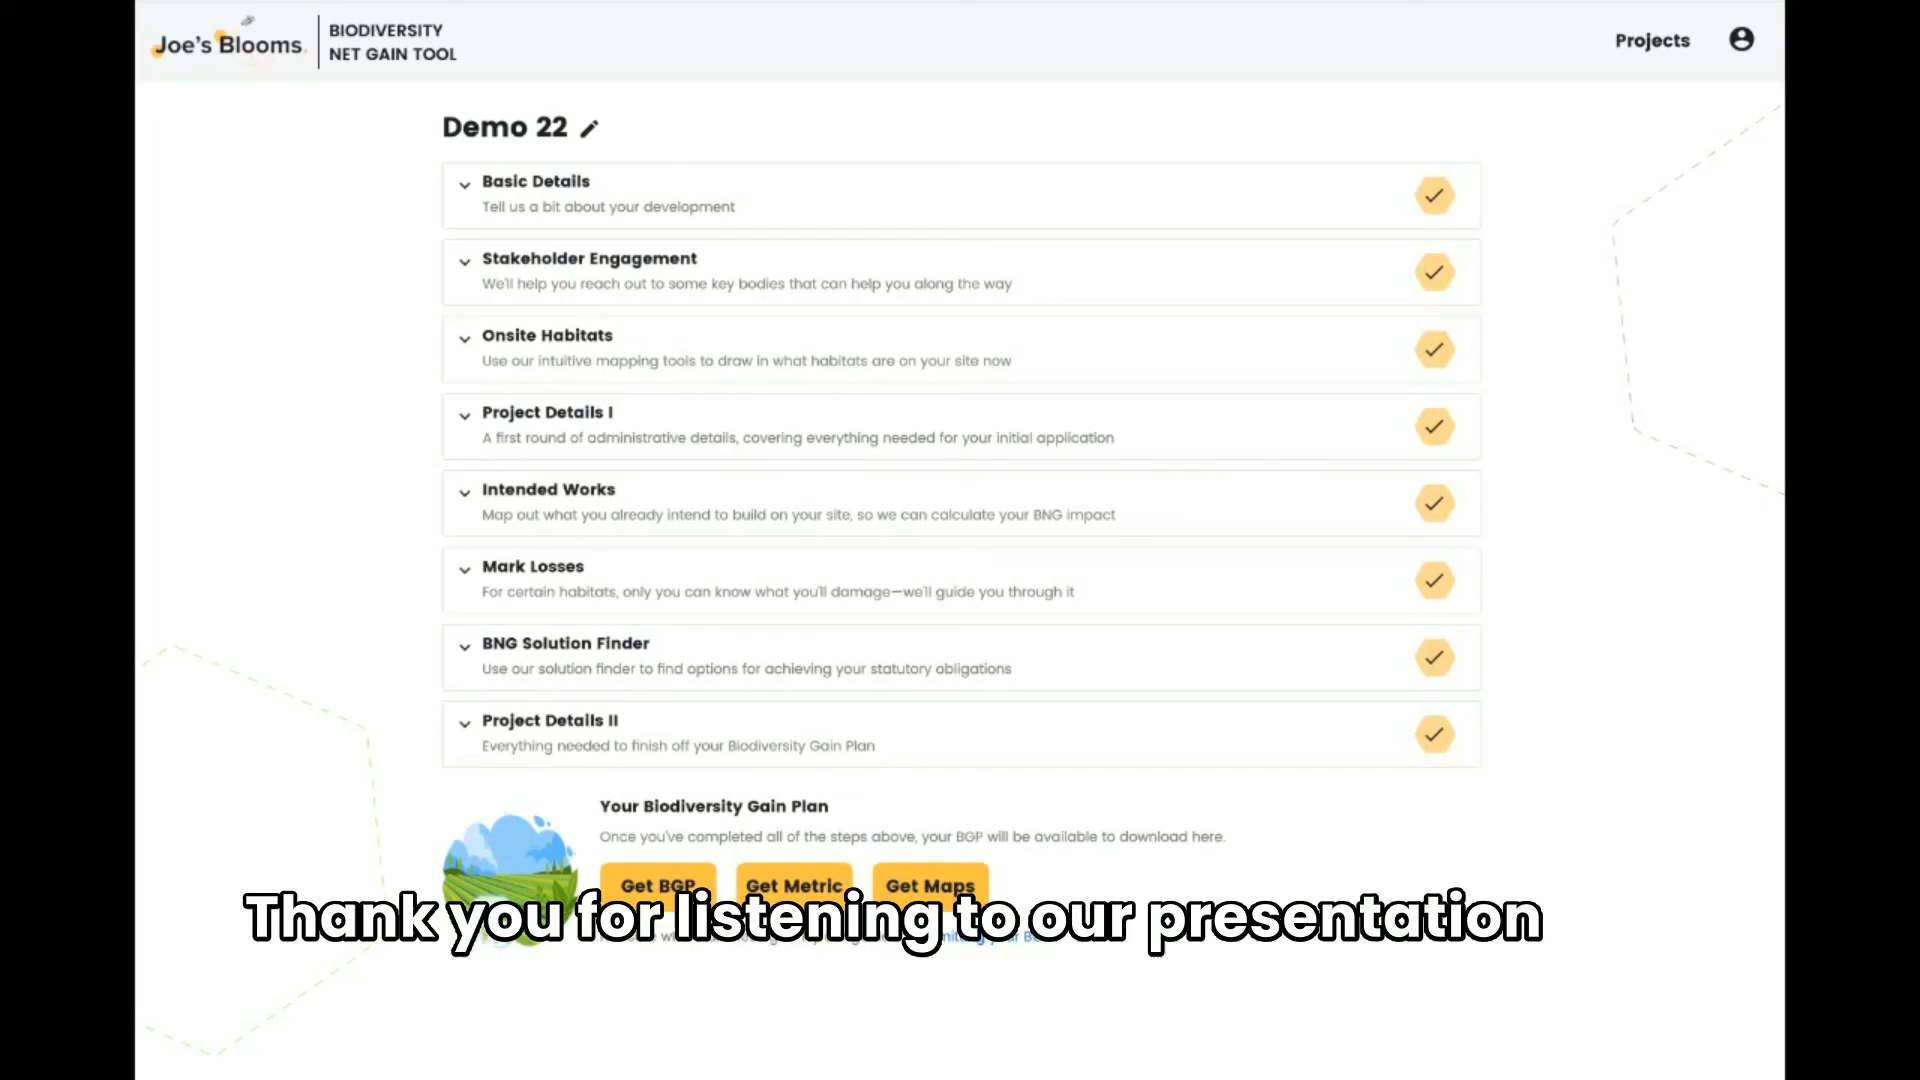 Joe's Blooms.
BIODIVERSITY
NET GAIN TOOL
Projects
Demo 22
Basic Details
Tell us a bit about your development
Stakeholder Engagement
We'll help you reach out to some key bodies that can help you along the way
Onsite Habitats
Use our intuitive mapping tools to draw in what habitats are on your site now
Project Details I
A first round of administrative details, covering everything needed for your initial application
Intended Works
Map out what you already intend to build on your site, so we can calculate your BNG impact
Mark Losses
For certain habitats, only you can know what you'll damage—we'll guide you through it
BNG Solution Finder
Use our solution finder to find options for achieving your statutory obligations
Project Details II
Everything needed to finish off your Biodiversity Gain Plan
Your Biodiversity Gain Plan
Once you've completed all of the steps above, your BGP will be available to download here.
Get BGP Get Metric Get Maps
Thank you for listening to our presentation